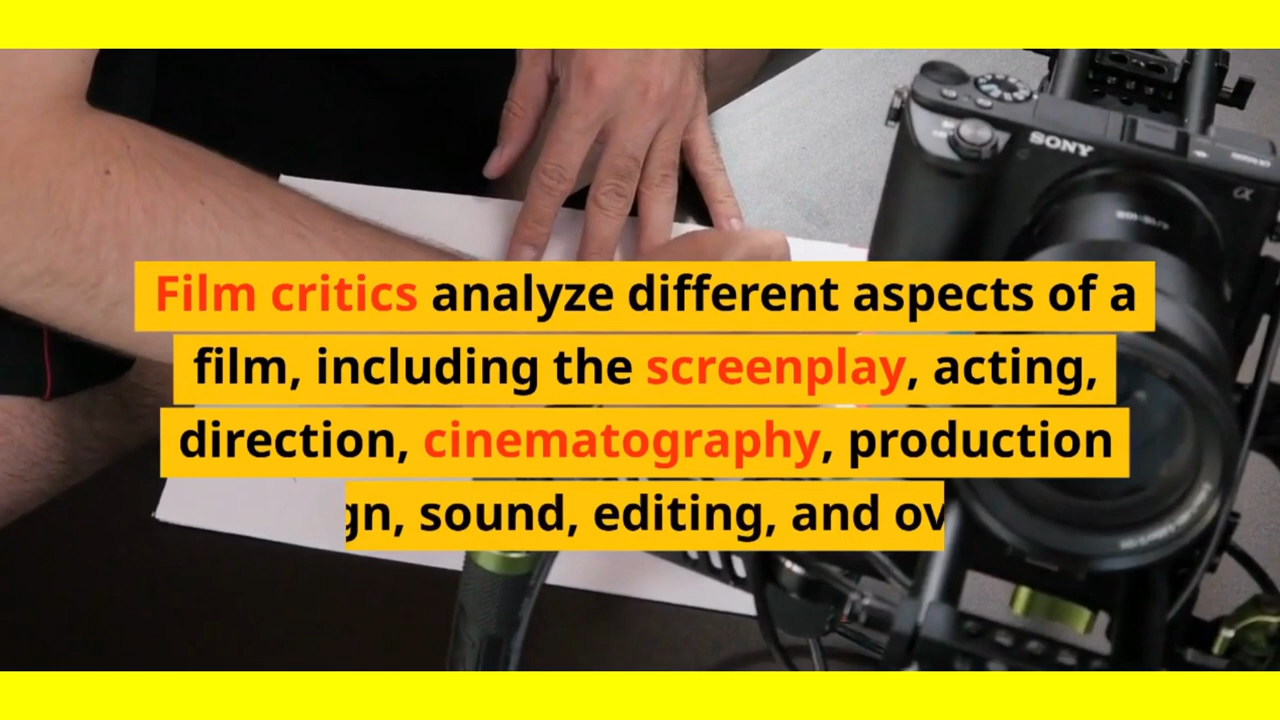 SONY
α
Film critics analyze different aspects of a
film, including the screenplay, acting,
direction, cinematography, production
gn, sound, editing, and ov